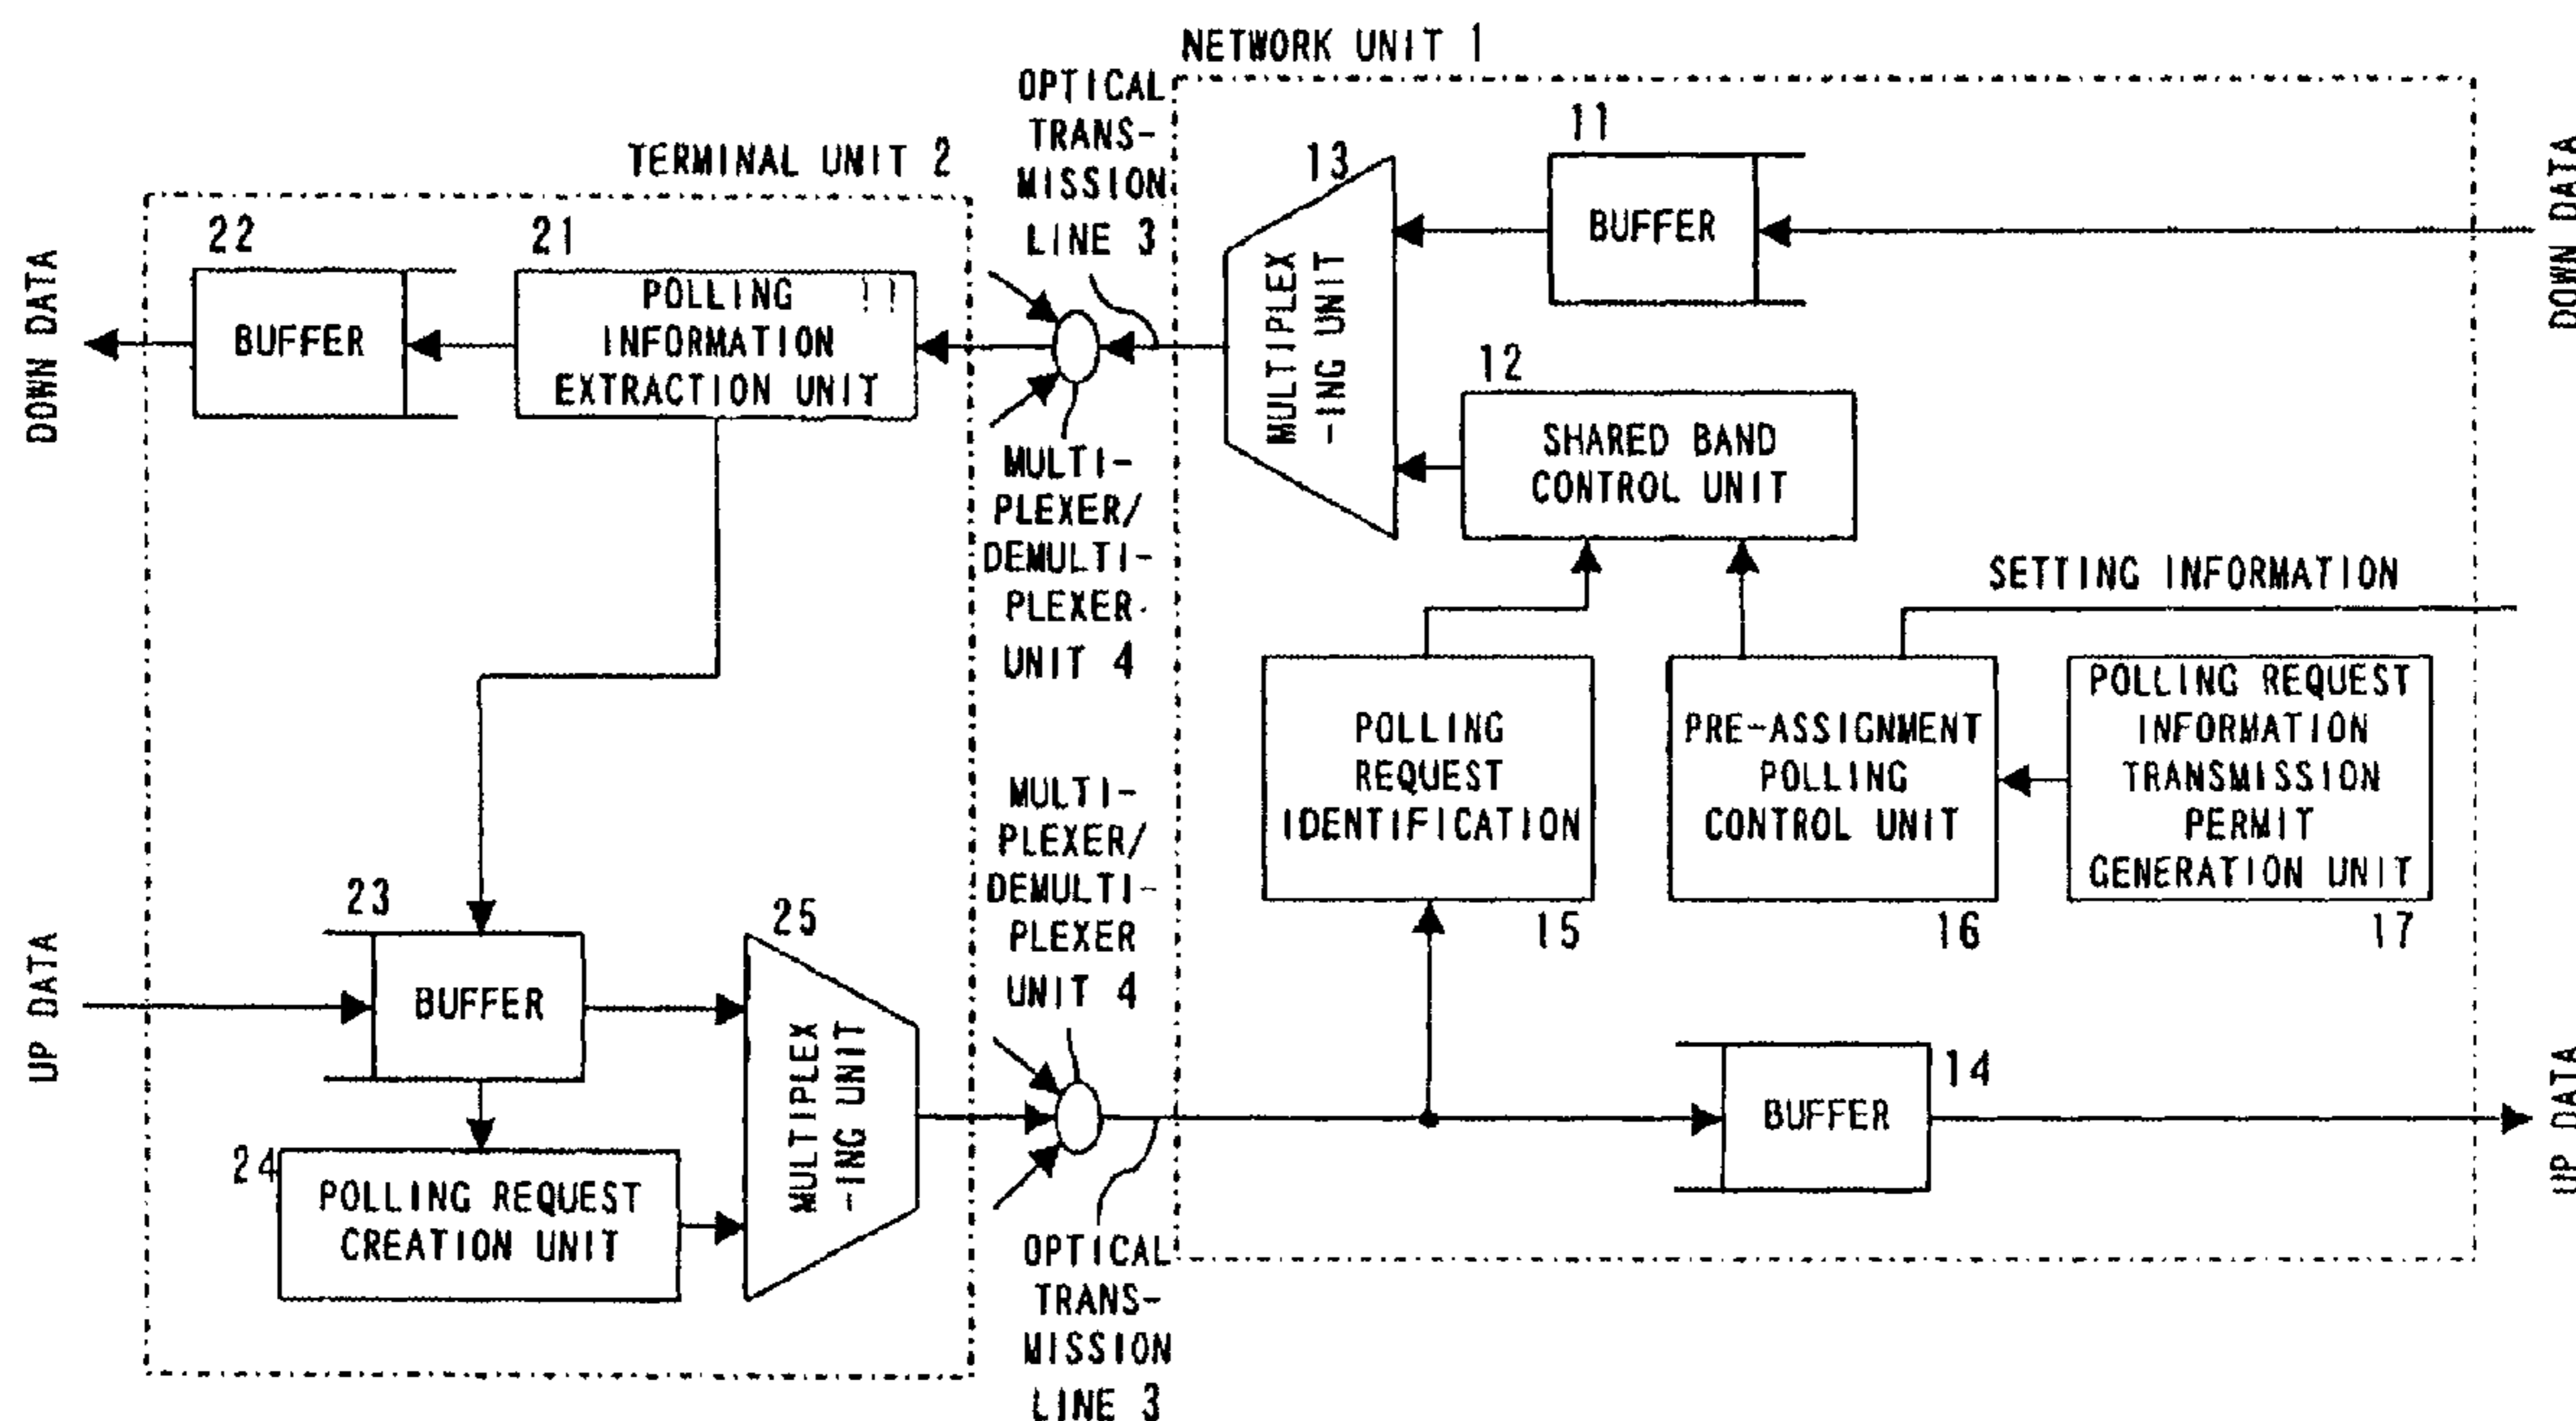 NETWORK UNIT 1
OPTICAL
TRANS-
MISSION
LINE 3
TERMINAL UNIT 2
22
BUFFER
21
POLLING
INFORMATION
EXTRACTION UNIT
DOWN DATA
MULTI-
PLEXER/
DEMULTI-
PLEXER
UNIT 4
13
MULTIPLEX
-ING UNIT
11
BUFFER
DOWN DATA
12
SHARED BAND
CONTROL UNIT
SETTING INFORMATION
POLLING
REQUEST
IDENTIFICATION
15
PRE-ASSIGNMENT
POLLING
CONTROL UNIT
16
POLLING REQUEST
INFORMATION
TRANSMISSION
PERMIT
GENERATION UNIT
17
MULTI-
PLEXER/
DEMULTI-
PLEXER
UNIT 4
UP DATA
23
BUFFER
25
MULTIPLEX
-ING UNIT
24
POLLING REQUEST
CREATION UNIT
14
BUFFER
UP DATA
OPTICAL
TRANS-
MISSION
LINE 3